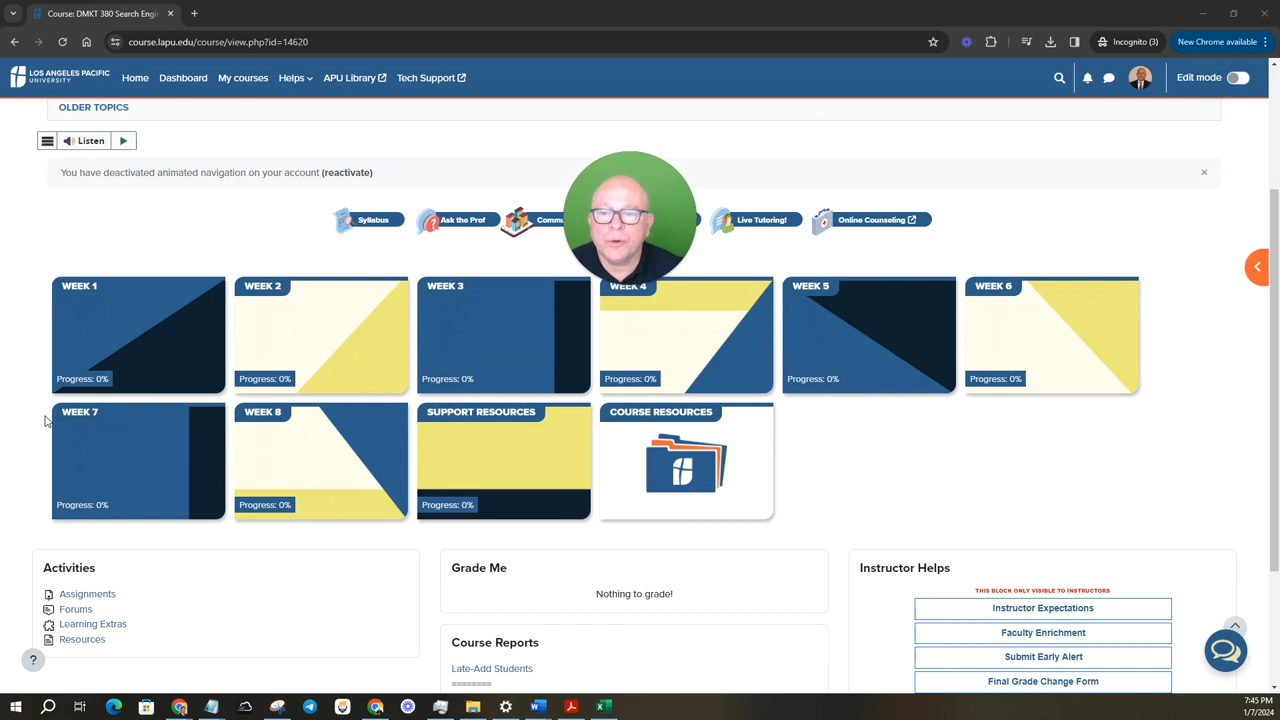 Course: DMKT 380 Search Engi
course.lapu.edu/course/view.php?id=14620
Incognito (3)
New Chrome available
LOS ANGELES PACIFIC
UNIVERSITY
Home
Dashboard
My courses
Helps
APU Library
Tech Support
Edit mode
OLDER TOPICS
Listen
You have deactivated animated navigation on your account (reactivate)
Syllabus
Ask the Prof
Commu
Live Tutoring!
Online Counseling
WEEK 1
WEEK 2
WEEK 3
WEEK 4
WEEK 5
WEEK 6
Progress: 0%
Progress: 0%
Progress: 0%
Progress: 0%
Progress: 0%
Progress: 0%
WEEK 7
WEEK 8
SUPPORT RESOURCES
COURSE RESOURCES
Progress: 0%
Progress: 0%
Progress: 0%
Activities
Assignments
Forums
Learning Extras
Resources
Grade Me
Nothing to grade!
Course Reports
Late-Add Students
========
Instructor Helps
THIS BLOCK ONLY VISIBLE TO INSTRUCTORS
Instructor Expectations
Faculty Enrichment
Submit Early Alert
Final Grade Change Form
?
7:45 PM
1/7/2024